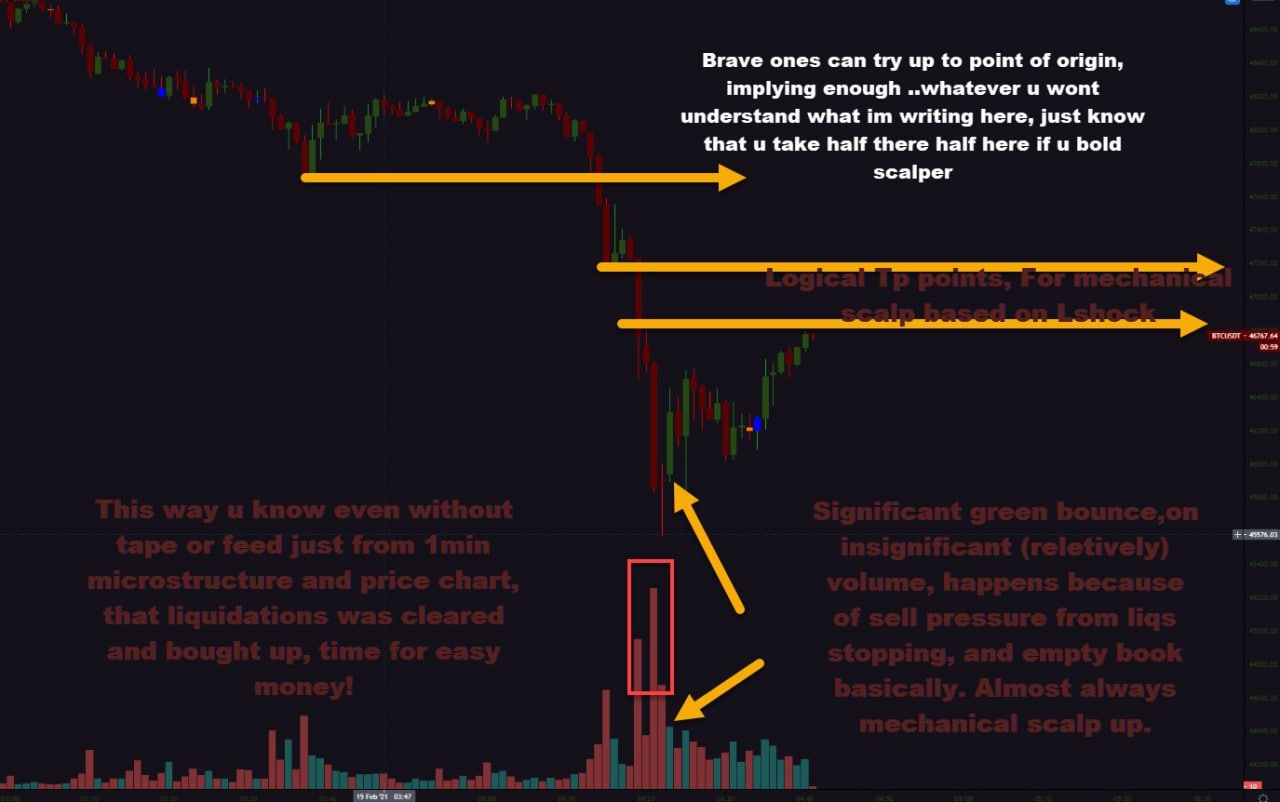 Brave ones can try up to point of origin,
implying enough ..whatever u wont
understand what im writing here, just know
that u take half there half here if u bold
scalper
Logical Tp points, For mechanical
scalp based on Lshock
BTCUSDT - 46767.64
00:59
This way u know even without
tape or feed just from 1min
microstructure and price chart,
that liquidations was cleared
and bought up, time for easy
money!
Significant green bounce,on
insignificant (reletively)
volume, happens because
of sell pressure from liqs
stopping, and empty book
basically. Almost always
mechanical scalp up.
45576.03
15 Feb '21 03:47